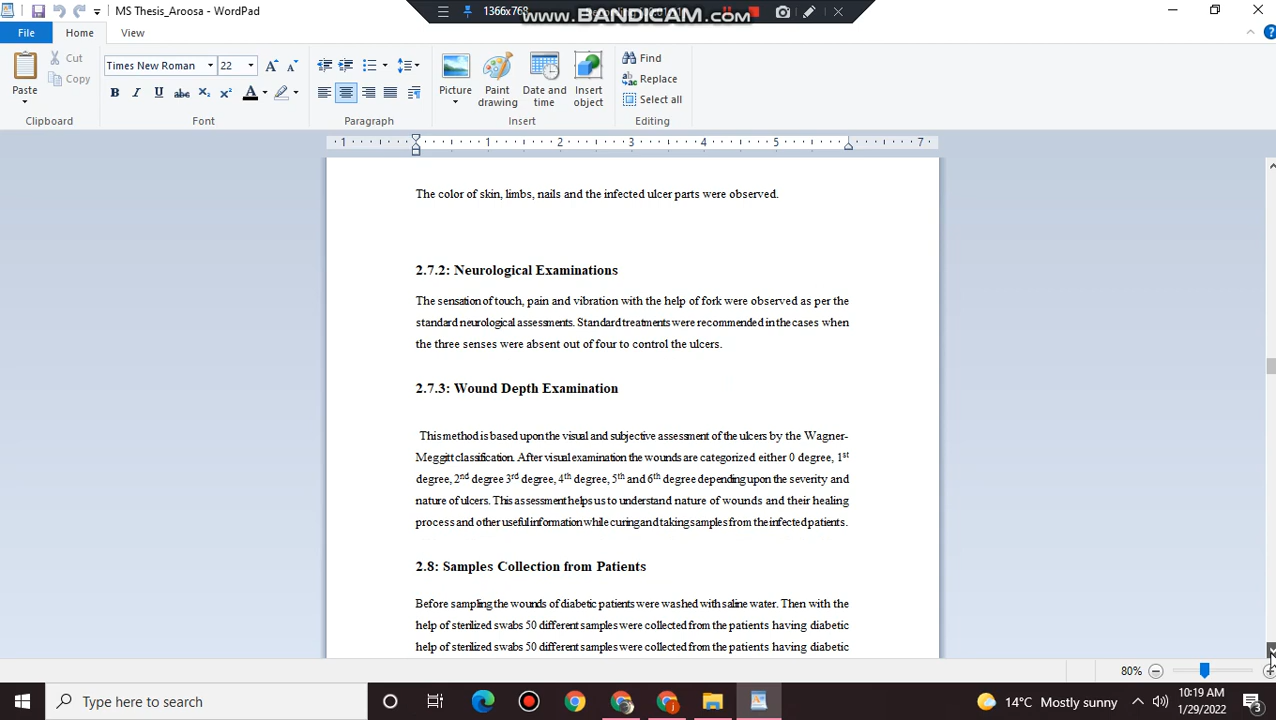 MS Thesis_Aroosa - WordPad
1366x768
www.BANDICAM.com
File Home View
Paste
Cut
Copy
Times New Roman 22
Picture
Paint drawing
Date and time
Insert object
Find
Replace
Select all
Clipboard Font Paragraph Insert Editing
1 1 2 3 4 5 7
The color of skin, limbs, nails and the infected ulcer parts were observed.
2.7.2: Neurological Examinations
The sensation of touch, pain and vibration with the help of fork were observed as per the
standard neurological assessments. Standard treatments were recommended in the cases when
the three senses were absent out of four to control the ulcers.
2.7.3: Wound Depth Examination
This method is based upon the visual and subjective assessment of the ulcers by the Wagner-
Meggitt classification. After visual examination the wounds are categorized either 0 degree, 1st
degree, 2nd degree 3rd degree, 4th degree, 5th and 6th degree depending upon the severity and
nature of ulcers. This assessment helps us to understand nature of wounds and their healing
process and other useful information while curing and taking samples from the infected patients.
2.8: Samples Collection from Patients
Before sampling the wounds of diabetic patients were washed with saline water. Then with the
help of sterilized swabs 50 different samples were collected from the patients having diabetic
help of sterilized swabs 50 different samples were collected from the patients having diabetic
80%
Type here to search
14°C Mostly sunny
10:19 AM
1/29/2022
3